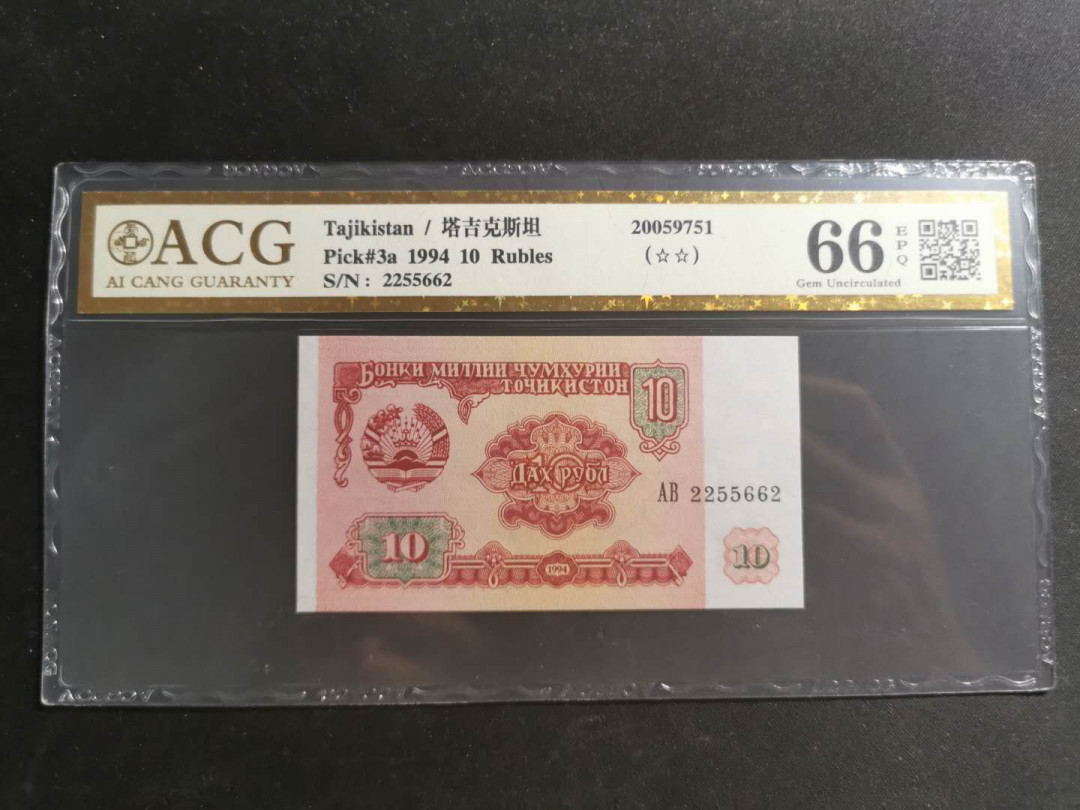 ACG
AI CANG GUARANTY
Tajikistan / 塔吉克斯坦
Pick#3a 1994 10 Rubles
S/N: 2255662
20059751
(☆☆)
66
EPQ
Gem Uncirculated
БОНКИ МИЛЛИИ ҶУМҲУРИИ
ТОҶИКИСТОН
10
ДАҲ РУБЛ
АВ 2255662
10
1994
10